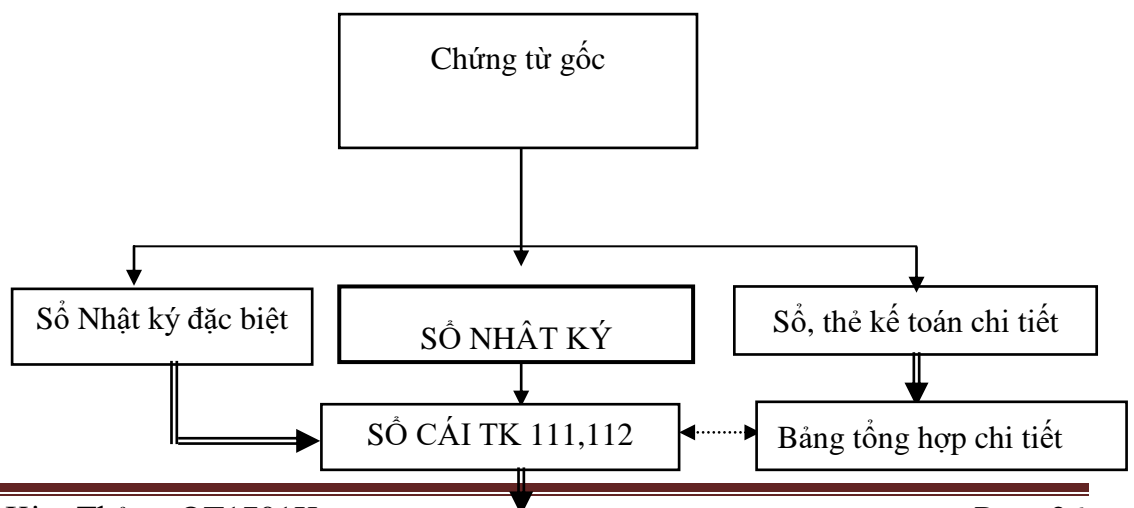 Chứng từ gốc
Sổ Nhật ký đặc biệt
SỔ NHÂT KÝ
Sổ, thẻ kế toán chi tiết
SỔ CÁI TK 111,112
Bảng tổng hợp chi tiết